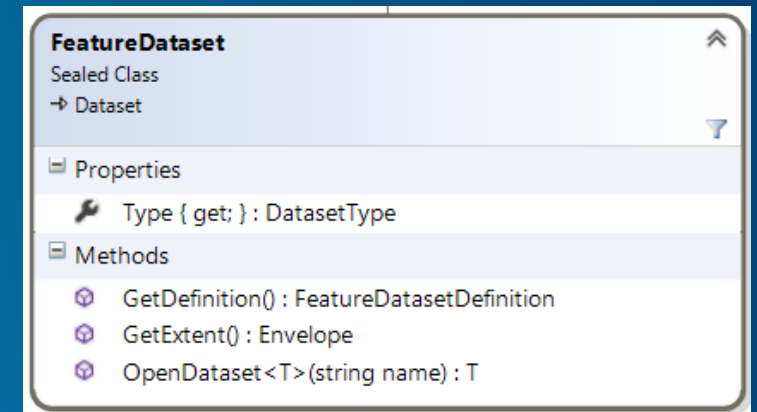 FeatureDataset
Sealed Class
Dataset
Properties
Type { get; } : DatasetType
Methods
GetDefinition() : FeatureDatasetDefinition
GetExtent() : Envelope
OpenDataset<T>(string name) : T